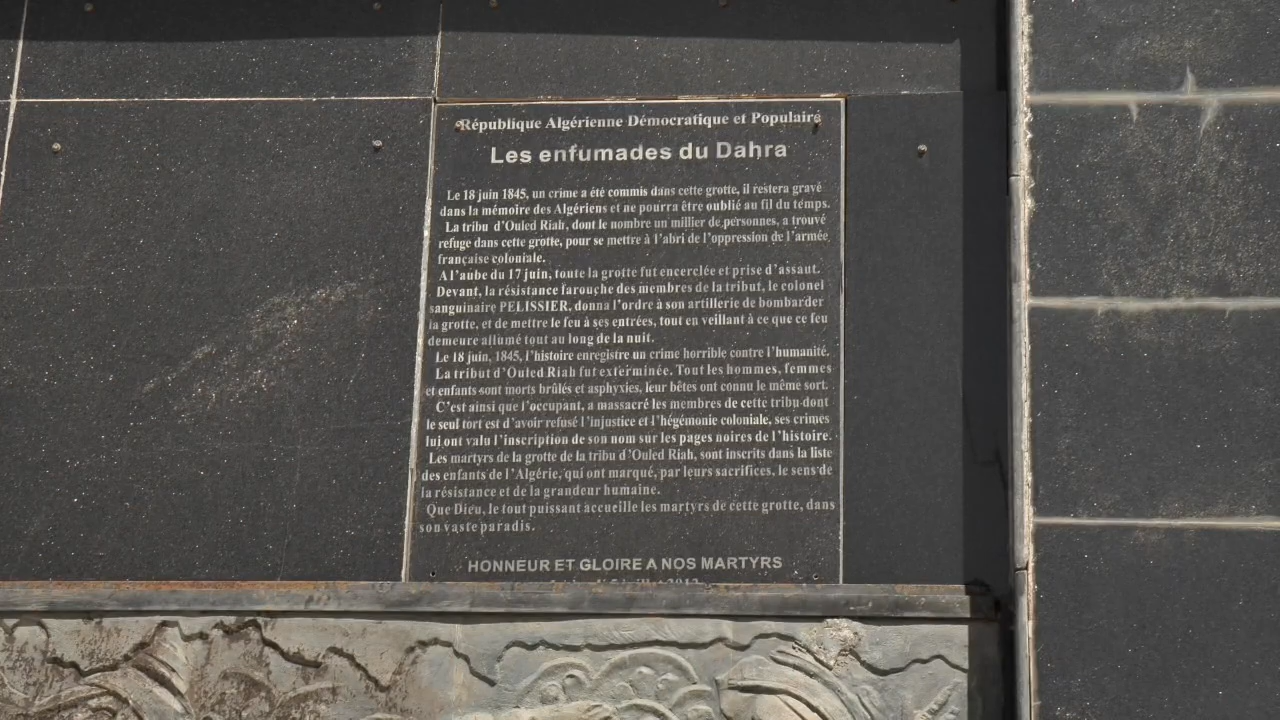 République Algérienne Démocratique et Populaire
Les enfumades du Dahra
Le 18 juin 1845, un crime a été commis dans cette grotte, il restera gravé
dans la mémoire des Algériens et ne pourra être oublié au fil du temps.
La tribu d'Ouled Riah, dont le nombre un millier de personnes, a trouvé
refuge dans cette grotte, pour se mettre à l'abri de l'oppression de l'armée
française coloniale.
A l'aube du 17 juin, toute la grotte fut encerclée et prise d'assaut.
Devant, la résistance farouche des membres de la tribut, le colonel
sanguinaire PELISSIER, donna l'ordre à son artillerie de bombarder
la grotte, et de mettre le feu à ses entrées, tout en veillant à ce que ce feu
demeure allumé tout au long de la nuit.
Le 18 juin, 1845, l'histoire enregistre un crime horrible contre l'humanité.
La tribut d'Ouled Riah fut exterminée. Tout les hommes, femmes
et enfants sont morts brûlés et asphyxies, leur bêtes ont connu le même sort.
C'est ainsi que l'occupant, a massacré les membres de cette tribu dont
le seul tort est d'avoir refusé l'injustice et l'hégémonie coloniale, ses crimes
lui ont valu l'inscription de son nom sur les pages noires de l'histoire.
Les martyrs de la grotte de la tribu d'Ouled Riah, sont inscrits dans la liste
des enfants de l'Algérie, qui ont marqué, par leurs sacrifices, le sens de
la résistance et de la grandeur humaine.
Que Dieu, le tout puissant accueille les martyrs de cette grotte, dans
son vaste paradis.
HONNEUR ET GLOIRE A NOS MARTYRS